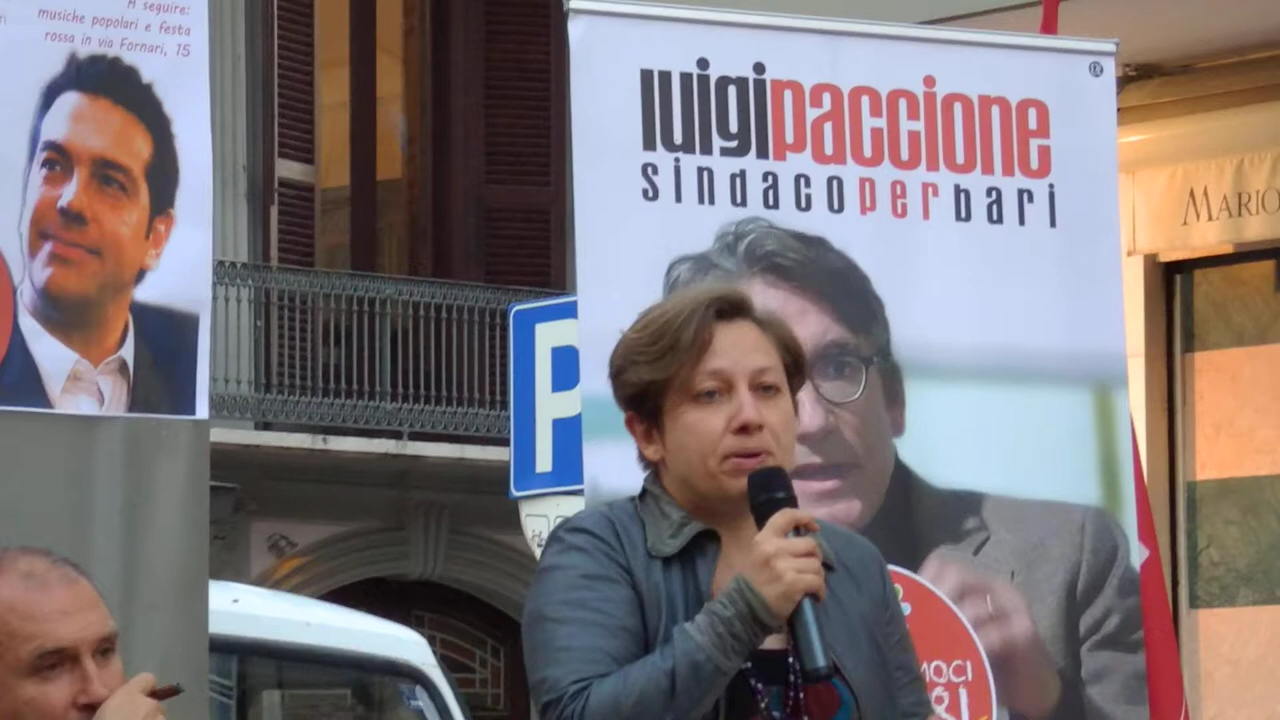 A seguire:
musiche popolari e festa
rossa in via Fornari, 15
luigipaccione
sindacoperbari
P
MARIO